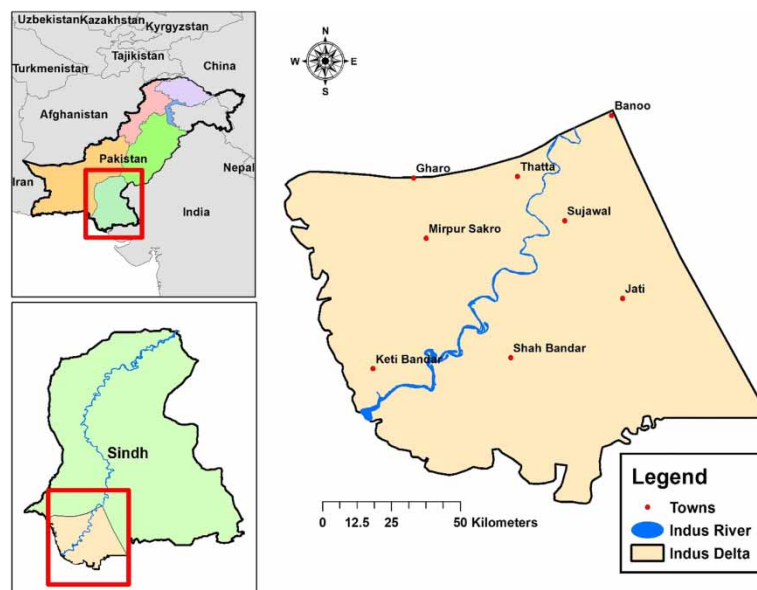 Uzbekistan
Kazakhstan
Kyrgyzstan
Tajikistan
Turkmenistan
China
Afghanistan
Pakistan
Nepal
Iran
India
Sindh
N
W E
S
Banoo
Gharo
Thatta
Sujawal
Mirpur Sakro
Jati
Keti Bandar
Shah Bandar
0 12.5 25 50 Kilometers
Legend
Towns
Indus River
Indus Delta